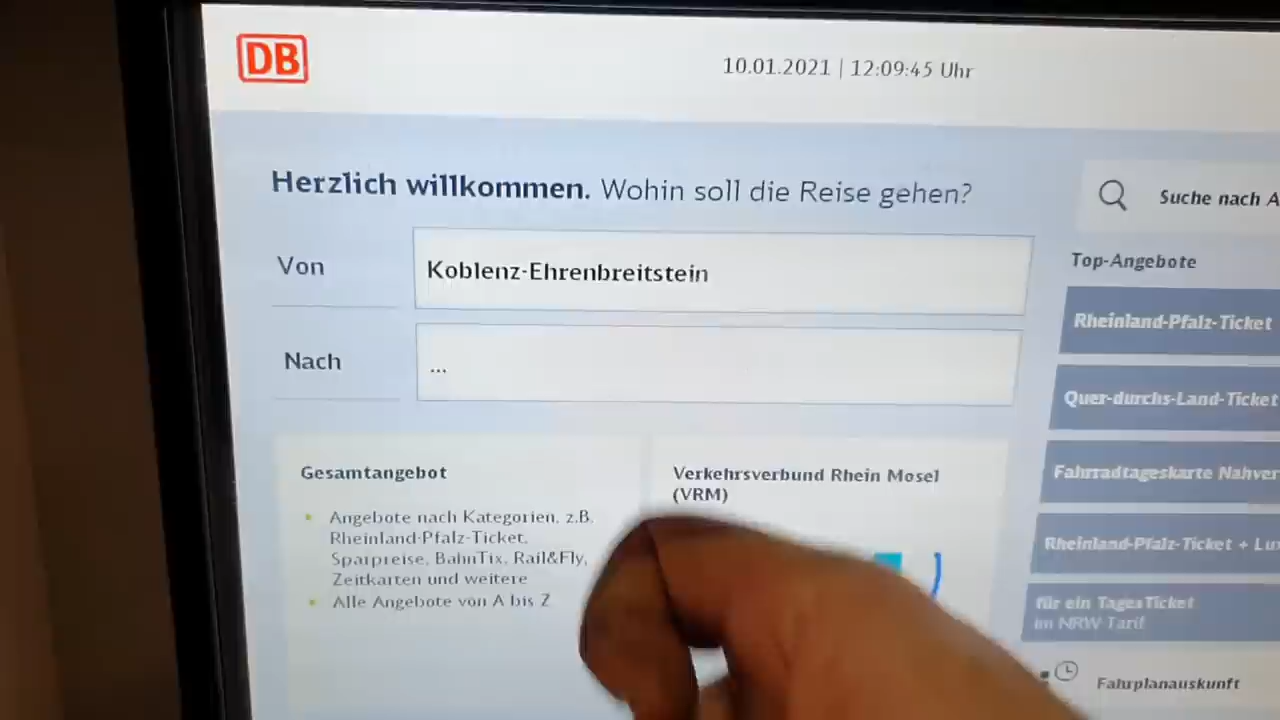 DB
10.01.2021 | 12:09:45 Uhr
Herzlich willkommen. Wohin soll die Reise gehen?
Suche nach A
Von
Koblenz-Ehrenbreitstein
Nach
...
Top-Angebote
Rheinland-Pfalz-Ticket
Quer-durchs-Land-Ticket
Fahrradtageskarte Nahver
Rheinland-Pfalz-Ticket + Lux
für ein TagesTicket
im NRW Tarif
Fahrplanauskunft
Gesamtangebot
• Angebote nach Kategorien, z.B.
Rheinland-Pfalz-Ticket,
Sparpreise, BahnTix, Rail&Fly,
Zeitkarten und weitere
• Alle Angebote von A bis Z
Verkehrsverbund Rhein Mosel
(VRM)